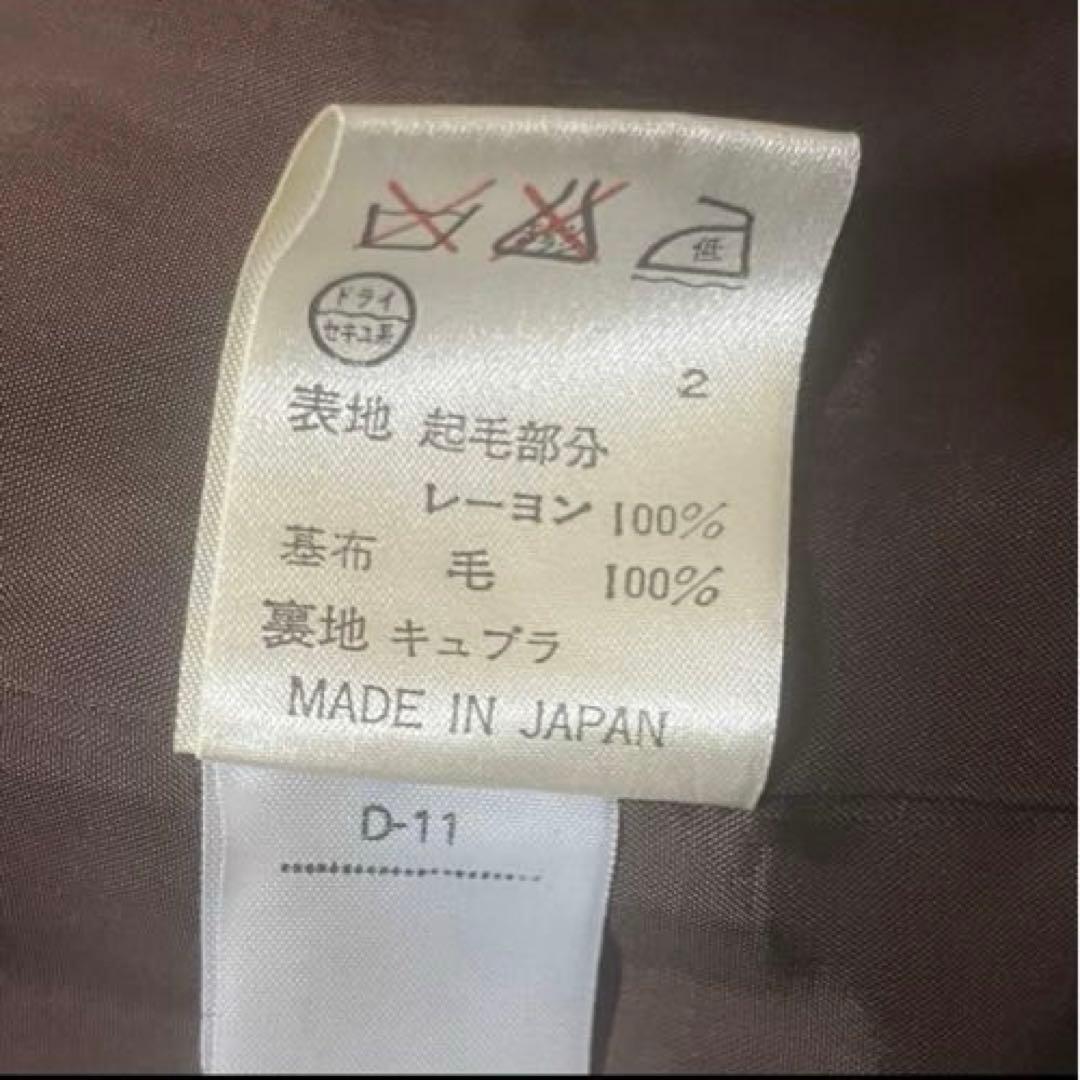 低
ドライ
セキユ系
2
表地 起毛部分
レーヨン 100%
基布 毛 100%
裏地 キュプラ
MADE IN JAPAN
D-11